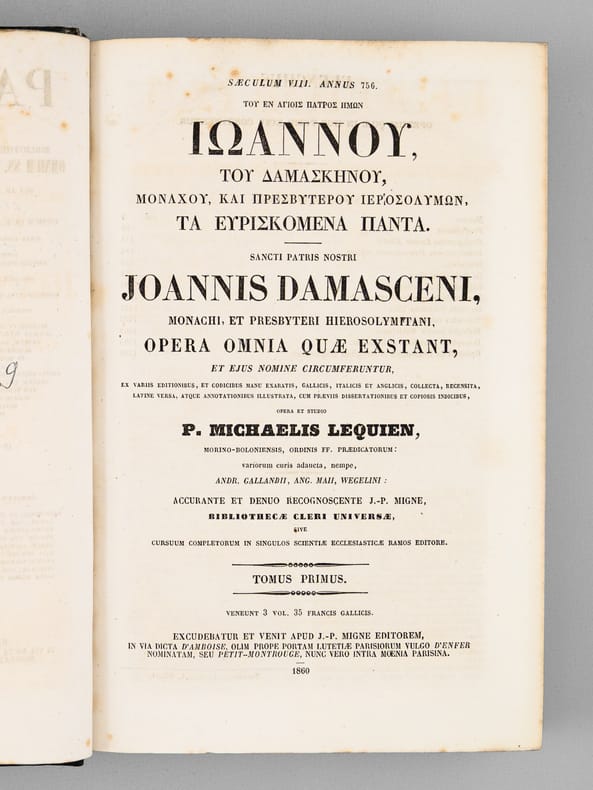 SÆCULUM VIII. ANNUS 756.
ΤΟΥ ΕΝ ΑΓΙΟΙΣ ΠΑΤΡΟΣ ΗΜΩΝ
ΙΩΑΝΝΟΥ,
ΤΟΥ ΔΑΜΑΣΚΗΝΟΥ,
ΜΟΝΑΧΟΥ, ΚΑΙ ΠΡΕΣΒΥΤΕΡΟΥ ΙΕΡΟΣΟΛΥΜΩΝ,
ΤΑ ΕΥΡΙΣΚΟΜΕΝΑ ΠΑΝΤΑ.
SANCTI PATRIS NOSTRI
JOANNIS DAMASCENI,
MONACHI, ET PRESBYTERI HIEROSOLYMITANI,
OPERA OMNIA QUÆ EXSTANT,
ET EJUS NOMINE CIRCUMFERUNTUR,
EX VARIIS EDITIONIBUS, ET CODICIBUS MANU EXARATIS, GALLICIS, ITALICIS ET ANGLICIS, COLLECTA, RECENSITA,
LATINE VERSA, ATQUE ANNOTATIONIBUS ILLUSTRATA, CUM PRÆVIIS DISSERTATIONIBUS ET COPIOSIS INDICIBUS,
OPERA ET STUDIO
P. MICHAELIS LEQUIEN,
MORINO-BOLONIENSIS, ORDINIS FF. PRÆDICATORUM:
variorum curis adaucta, nempe,
ANDR. GALLANDII, ANG. MAII, WEGELINI:
ACCURANTE ET DENUO RECOGNOSCENTE J.-P. MIGNE,
BIBLIOTHECÆ CLERI UNIVERSÆ,
SIVE
CURSUUM COMPLETORUM IN SINGULOS SCIENTIÆ ECCLESIASTICÆ RAMOS EDITORE.
TOMUS PRIMUS.
VENEUNT 3 VOL. 35 FRANCIS GALLICIS.
EXCUDEBATUR ET VENIT APUD J.-P. MIGNE EDITOREM,
IN VIA DICTA D'AMBOISE, OLIM PROPE PORTAM LUTETIÆ PARISIORUM VULGO D'ENFER
NOMINATAM, SEU PETIT-MONTROUGE, NUNC VERO INTRA MŒNIA PARISINA.
1860
9